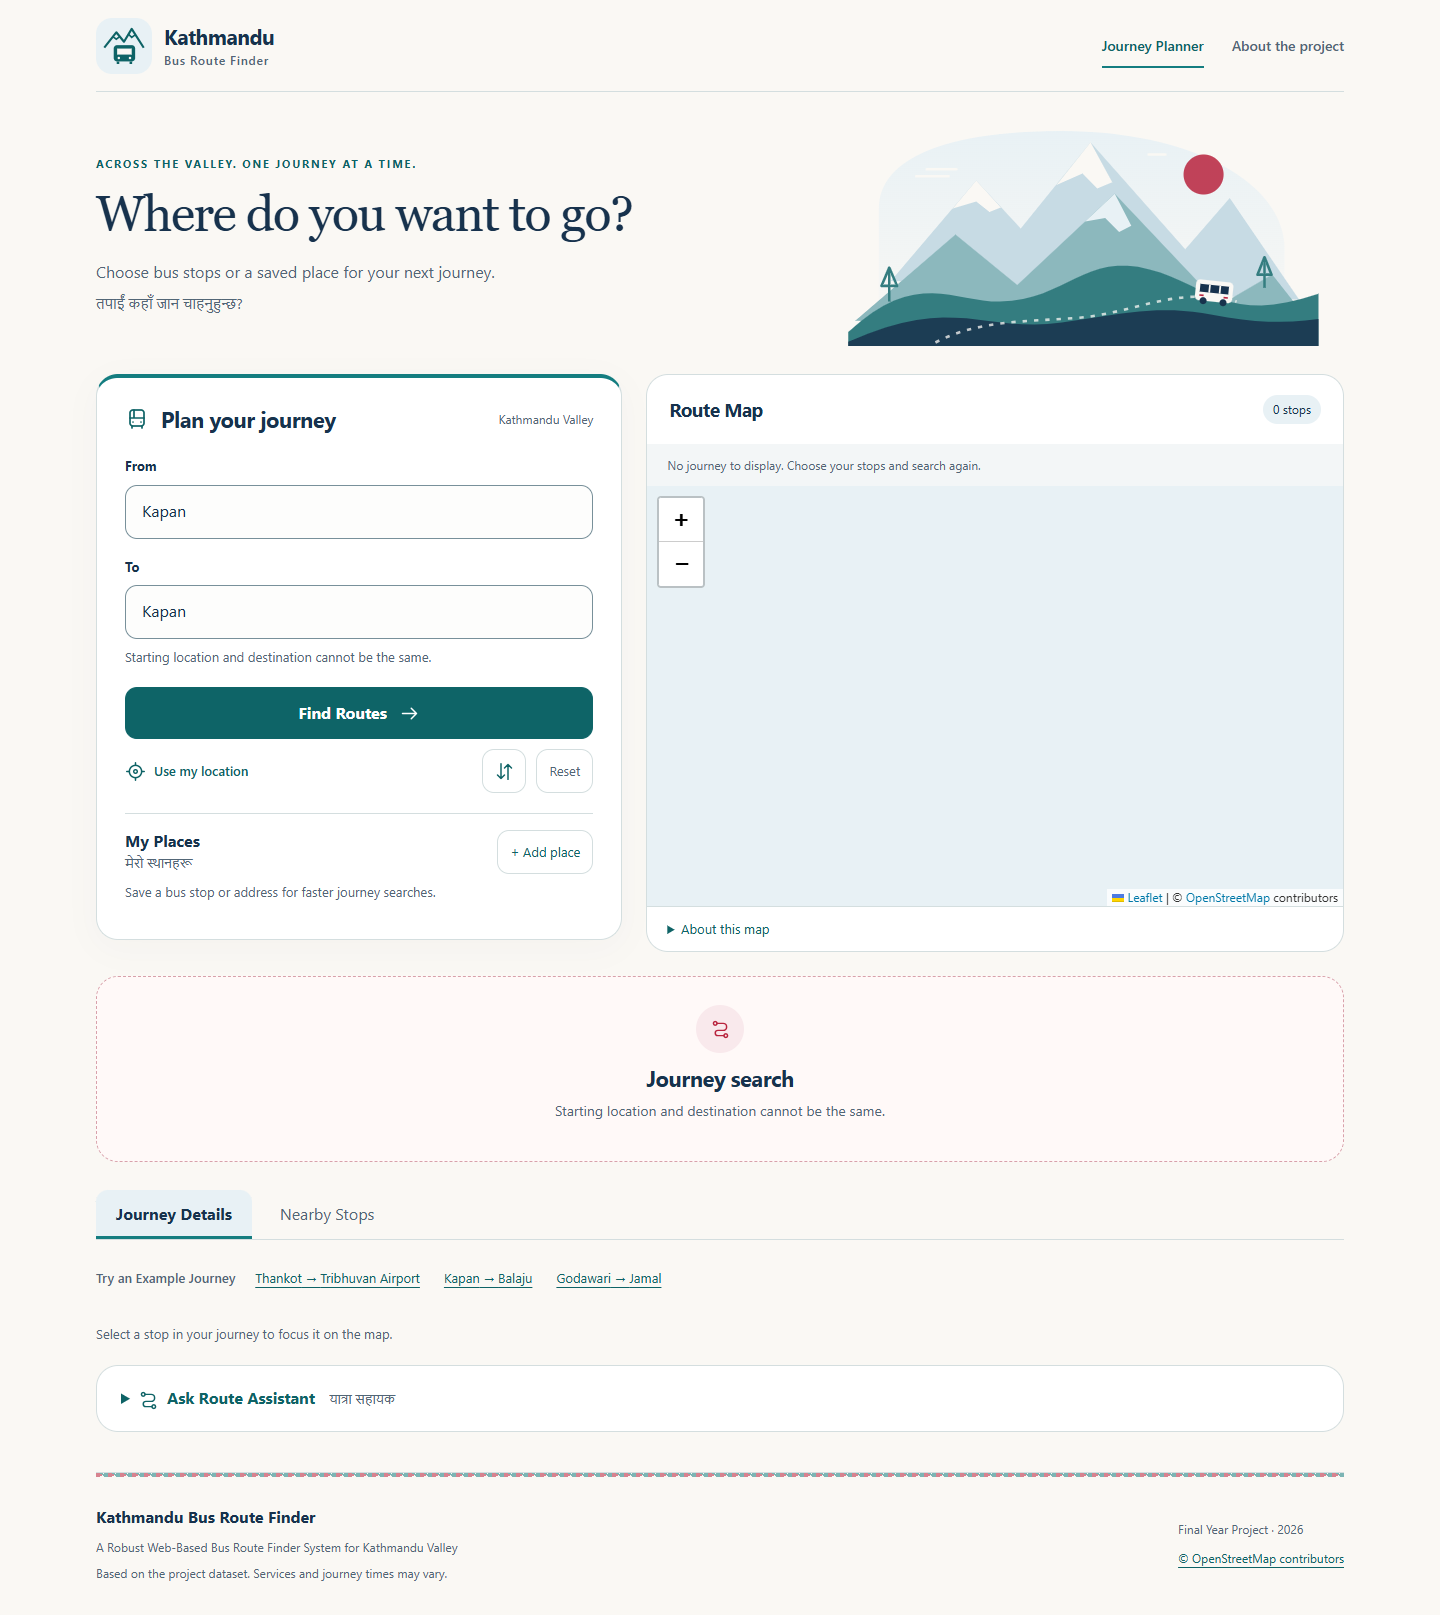 Kathmandu
Bus Route Finder
Journey Planner
About the project
ACROSS THE VALLEY. ONE JOURNEY AT A TIME.
Where do you want to go?
Choose bus stops or a saved place for your next journey.
तपाईँ कहाँ जान चाहनुहुन्छ?
Plan your journey
Kathmandu Valley
From
Kapan
To
Kapan
Starting location and destination cannot be the same.
Find Routes →
Use my location
Reset
My Places
मेरो स्थानहरू
+ Add place
Save a bus stop or address for faster journey searches.
Route Map
0 stops
No journey to display. Choose your stops and search again.
+
−
Leaflet | © OpenStreetMap contributors
About this map
Journey search
Starting location and destination cannot be the same.
Journey Details
Nearby Stops
Try an Example Journey
Thankot → Tribhuvan Airport
Kapan → Balaju
Godawari → Jamal
Select a stop in your journey to focus it on the map.
Ask Route Assistant यात्रा सहायक
Kathmandu Bus Route Finder
A Robust Web-Based Bus Route Finder System for Kathmandu Valley
Based on the project dataset. Services and journey times may vary.
Final Year Project · 2026
© OpenStreetMap contributors